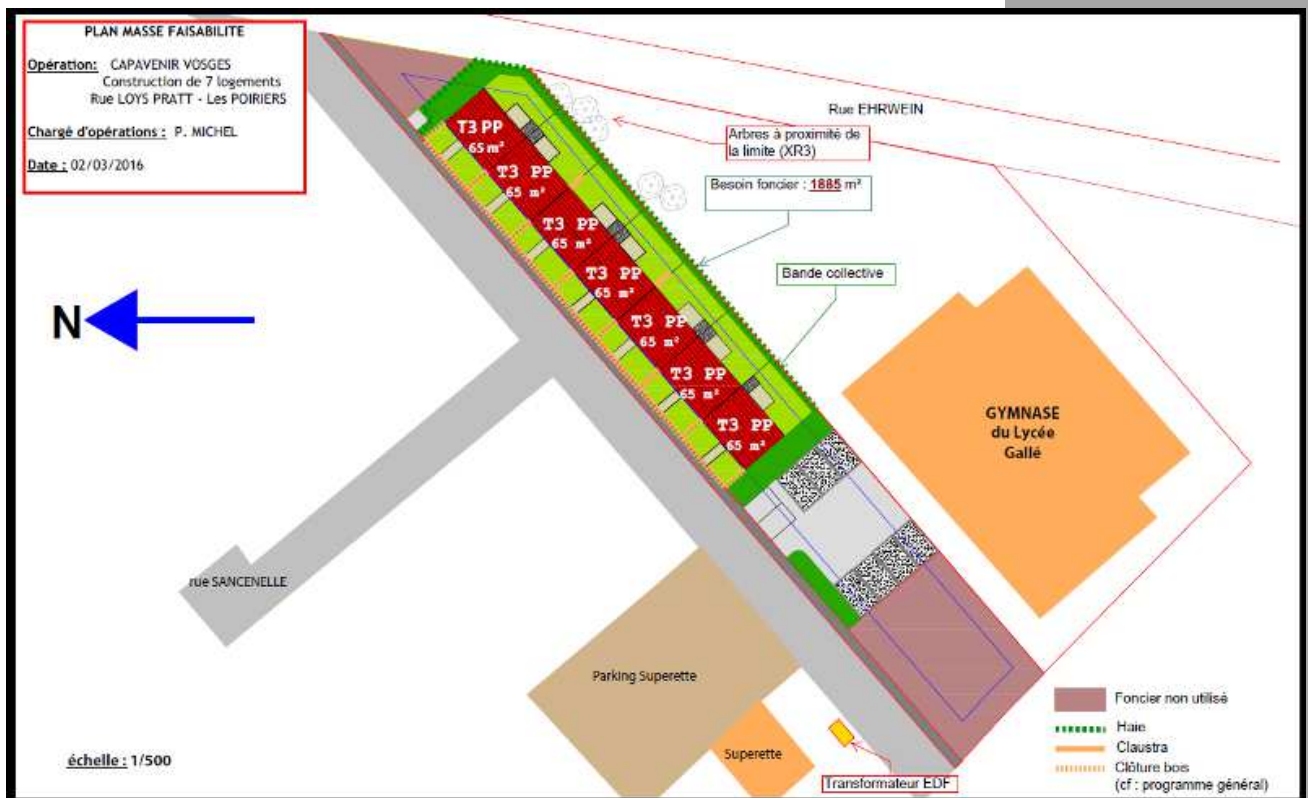 PLAN MASSE FAISABILITE
Opération: CAPAVENIR VOSGES
Construction de 7 logements
Rue LOYS PRATT - Les POIRIERS
Chargé d'opérations : P. MICHEL
Date : 02/03/2016
Rue EHRWEIN
Arbres à proximité de
la limite (XR3)
Besoin foncier : 1885 m²
Bande collective
T3 PP
65 m²
T3 PP
65 m²
T3 PP
65 m²
T3 PP
65 m²
T3 PP
65 m²
T3 PP
65 m²
T3 PP
65 m²
N
GYMNASE
du Lycée
Gallé
rue SANCENELLE
Parking Superette
Superette
Transformateur EDF
échelle : 1/500
Foncier non utilisé
Haie
Claustra
Clôture bois
(cf : programme général)